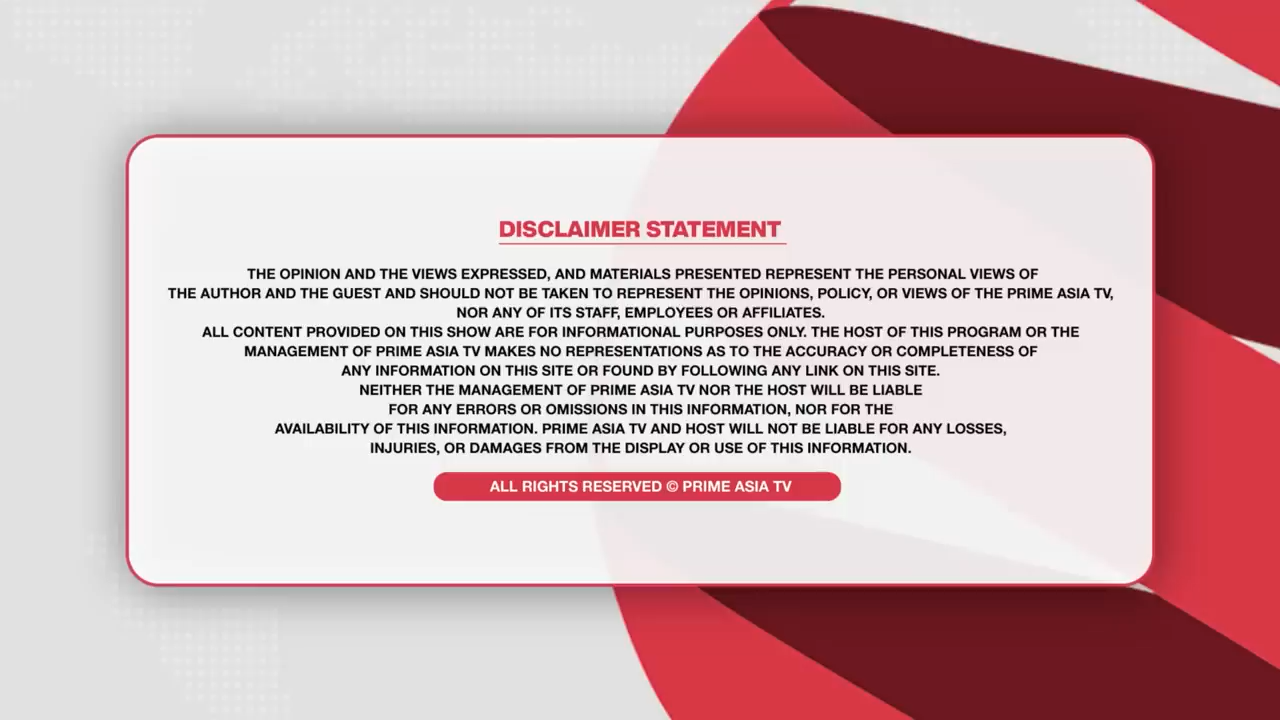 DISCLAIMER STATEMENT
THE OPINION AND THE VIEWS EXPRESSED, AND MATERIALS PRESENTED REPRESENT THE PERSONAL VIEWS OF
THE AUTHOR AND THE GUEST AND SHOULD NOT BE TAKEN TO REPRESENT THE OPINIONS, POLICY, OR VIEWS OF THE PRIME ASIA TV,
NOR ANY OF ITS STAFF, EMPLOYEES OR AFFILIATES.
ALL CONTENT PROVIDED ON THIS SHOW ARE FOR INFORMATIONAL PURPOSES ONLY. THE HOST OF THIS PROGRAM OR THE
MANAGEMENT OF PRIME ASIA TV MAKES NO REPRESENTATIONS AS TO THE ACCURACY OR COMPLETENESS OF
ANY INFORMATION ON THIS SITE OR FOUND BY FOLLOWING ANY LINK ON THIS SITE.
NEITHER THE MANAGEMENT OF PRIME ASIA TV NOR THE HOST WILL BE LIABLE
FOR ANY ERRORS OR OMISSIONS IN THIS INFORMATION, NOR FOR THE
AVAILABILITY OF THIS INFORMATION. PRIME ASIA TV AND HOST WILL NOT BE LIABLE FOR ANY LOSSES,
INJURIES, OR DAMAGES FROM THE DISPLAY OR USE OF THIS INFORMATION.
ALL RIGHTS RESERVED © PRIME ASIA TV